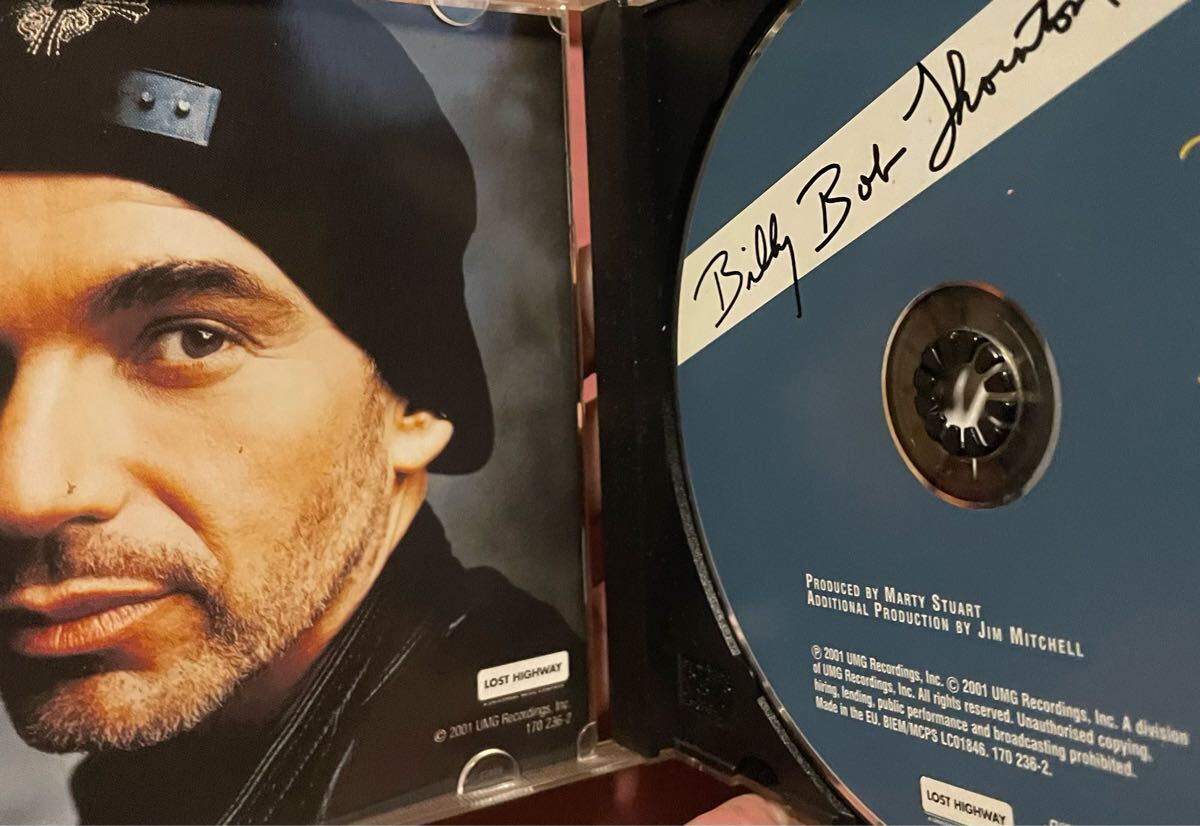 LOST HIGHWAY
© 2001 UMG Recordings, Inc.
170 236-2
Billy Bob Thornton
PRODUCED BY MARTY STUART
ADDITIONAL PRODUCTION BY JIM MITCHELL
℗ 2001 UMG Recordings, Inc. © 2001 UMG Recordings, Inc. A division
of UMG Recordings, Inc. All rights reserved. Unauthorised copying,
hiring, lending, public performance and broadcasting prohibited.
Made in the EU. BIEM/MCPS LC01846. 170 236-2.
LOST HIGHWAY